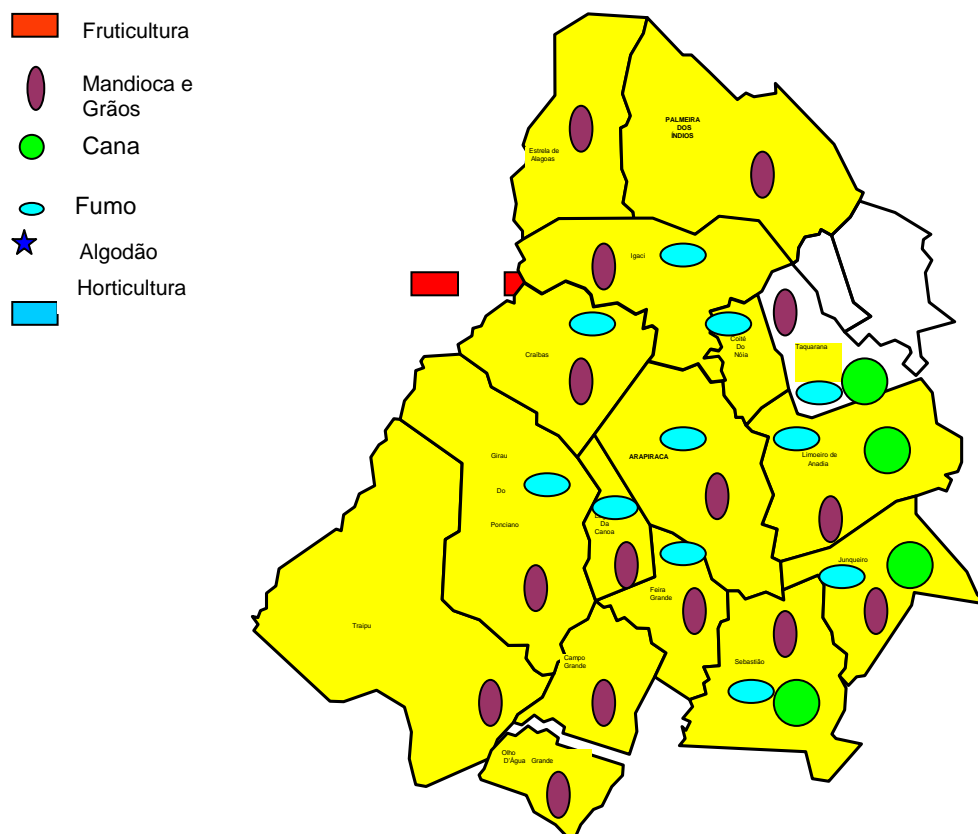 Fruticultura
Mandioca e
Grãos
Cana
Fumo
Algodão
Horticultura
PALMEIRA
DOS
ÍNDIOS
Estrela de
Alagoas
Igaci
Craíbas
Coité
Do
Nóia
Taquarana
Girau
Do
Ponciano
ARAPIRACA
Limoeiro de
Anadia
Da
Canoa
Junqueiro
Feira
Grande
Traipu
Campo
Grande
Sebastião
Olho
D'Água Grande